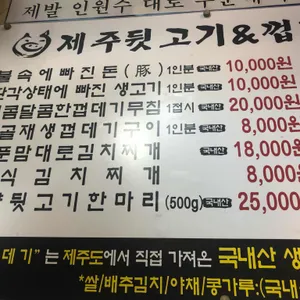 제발 인원수 대로 주문
제주뒷고기&껍
불속에 빠진돈(豚) 1인분 국내산 10,000원
삼각상태에 빠진 생고기 1인분 국내산 10,000원
매콤달콤한껍데기무침 1접시 국내산 20,000원
골재생껍데기구이 1인분 국내산 8,000원
푼맘대로김치찌개 국내산 18,000원
식김치찌개 8,000원
뒷고기한마리 (500g) 국내산 25,000
데기"는 제주도에서 직접 가져온 국내산 생
*쌀/배추김치/야채/콩가루:(국내